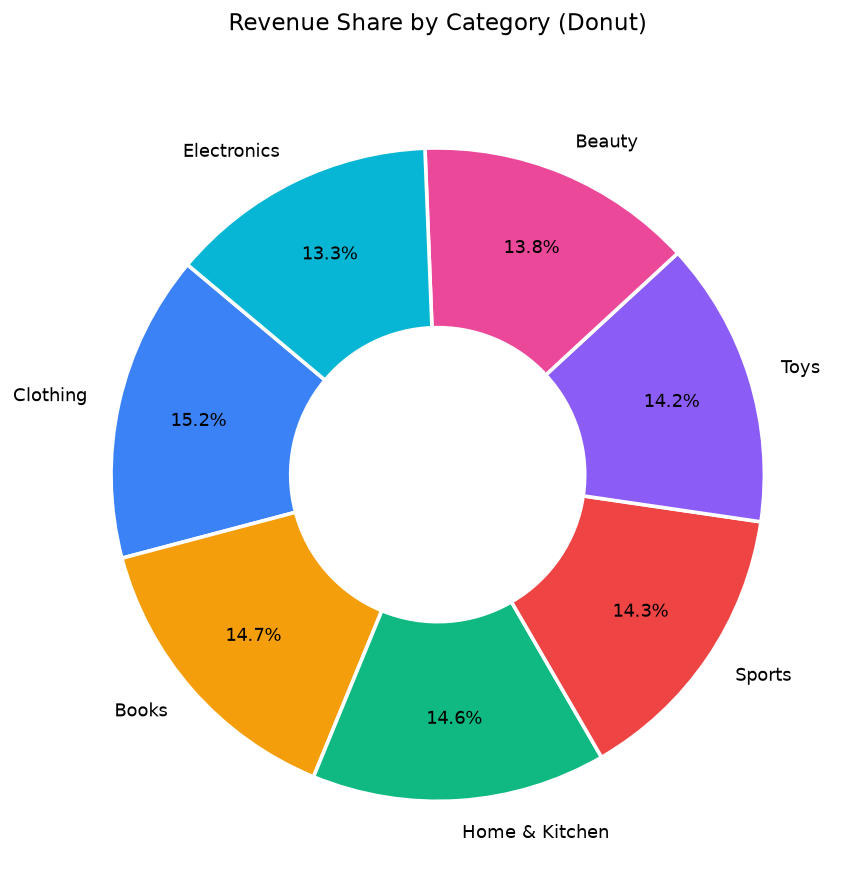 Revenue Share by Category (Donut)
Beauty
Electronics
13.8%
13.3%
Toys
Clothing
14.2%
15.2%
14.3%
14.7%
Sports
Books
14.6%
Home & Kitchen